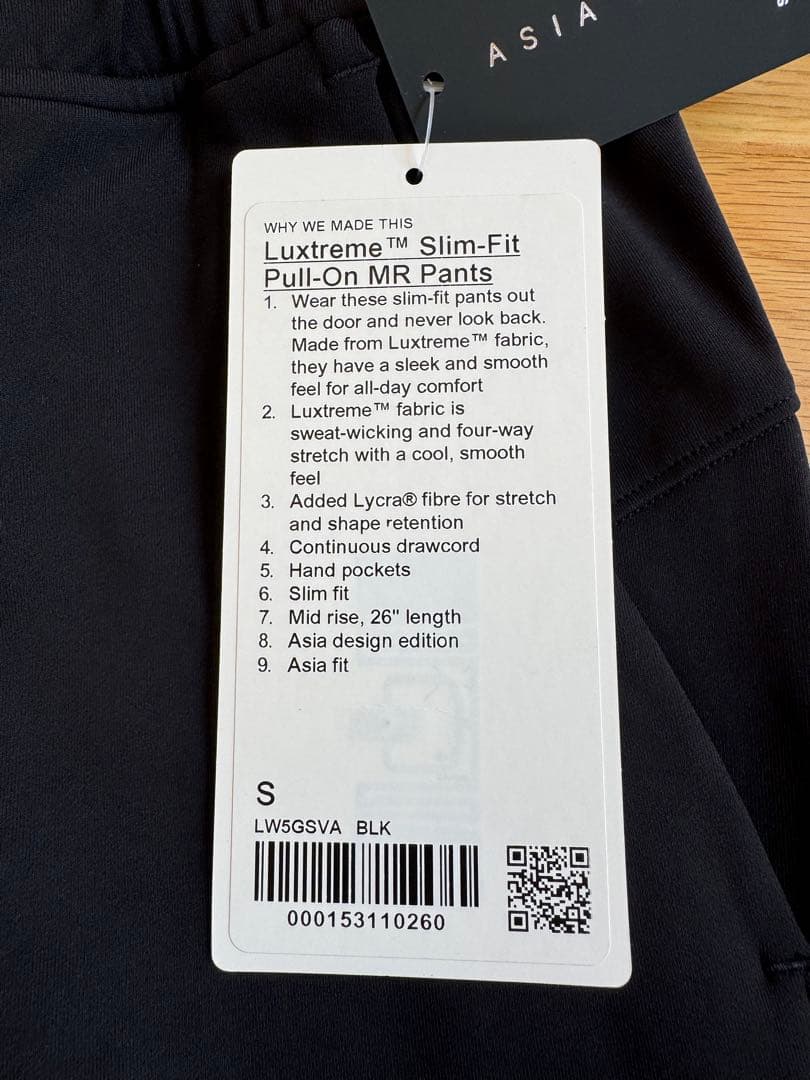 ASIA
WHY WE MADE THIS
Luxtreme™ Slim-Fit
Pull-On MR Pants
1. Wear these slim-fit pants out
the door and never look back.
Made from Luxtreme™ fabric,
they have a sleek and smooth
feel for all-day comfort
2. Luxtreme™ fabric is
sweat-wicking and four-way
stretch with a cool, smooth
feel
3. Added Lycra® fibre for stretch
and shape retention
4. Continuous drawcord
5. Hand pockets
6. Slim fit
7. Mid rise, 26" length
8. Asia design edition
9. Asia fit
S
LW5GSVA BLK
000153110260